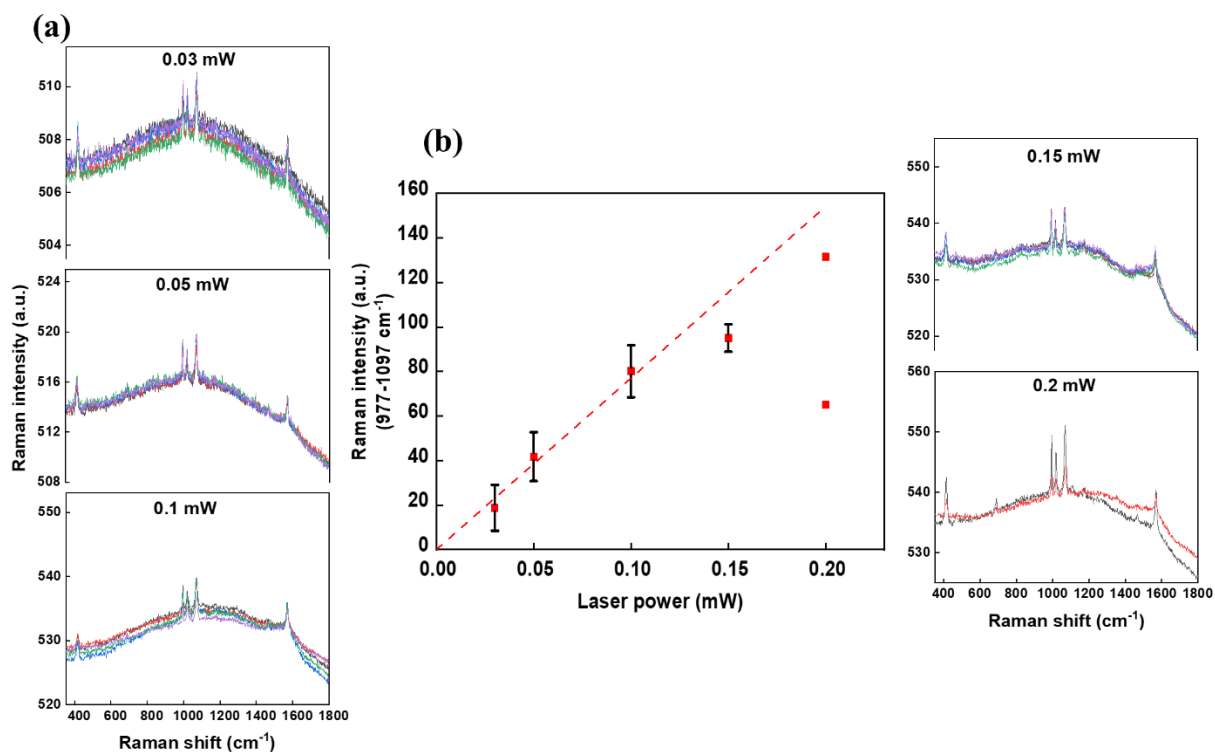 (a)
0.03 mW
510
508
506
504
0.05 mW
524
520
516
512
508
0.1 mW
550
540
530
520
400 600 800 1000 1200 1400 1600 1800
Raman shift (cm⁻¹)
Raman intensity (a.u.)
(b)
160
140
120
100
80
60
40
20
0
0.00 0.05 0.10 0.15 0.20
Laser power (mW)
Raman intensity (a.u.)
(977-1097 cm⁻¹)
0.15 mW
550
540
530
520
0.2 mW
560
550
540
530
400 600 800 1000 1200 1400 1600 1800
Raman shift (cm⁻¹)